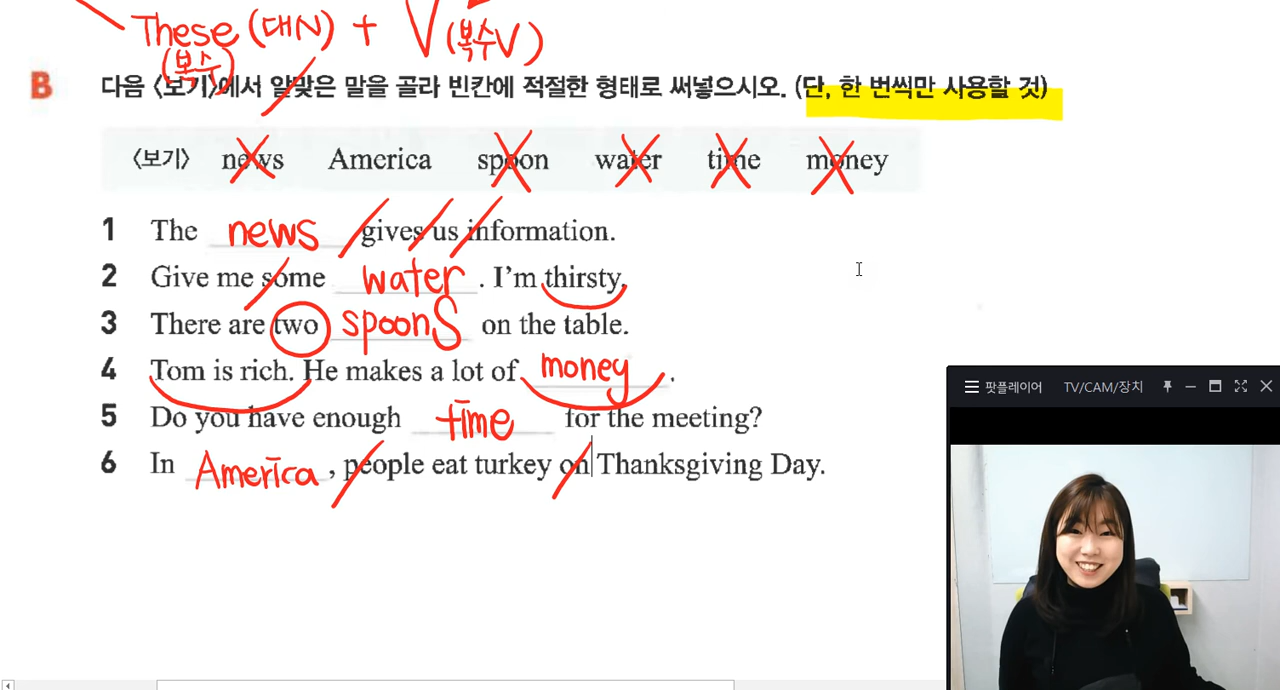 These (대N) + V (복수V)
(복수)
B 다음 〈보기〉에서 알맞은 말을 골라 빈칸에 적절한 형태로 써넣으시오. (단, 한 번씩만 사용할 것)
〈보기〉 news America spoon water time money
1 The news gives us information.
2 Give me some water. I'm thirsty.
3 There are two spoonS on the table.
4 Tom is rich. He makes a lot of money.
5 Do you have enough time for the meeting?
6 In America, people eat turkey on Thanksgiving Day.
팟플레이어 TV/CAM/장치